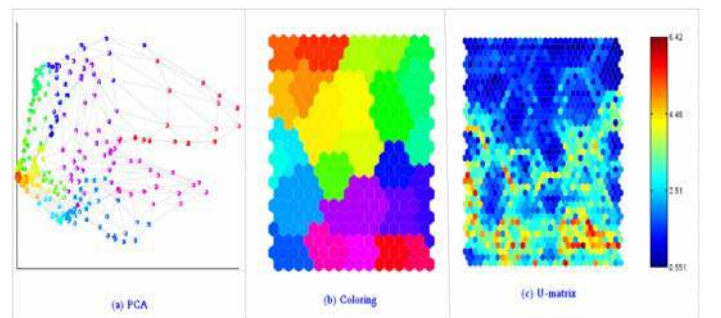 6.42
4.46
2.51
0.551
(a) PCA
(b) Coloring
(c) U-matrix